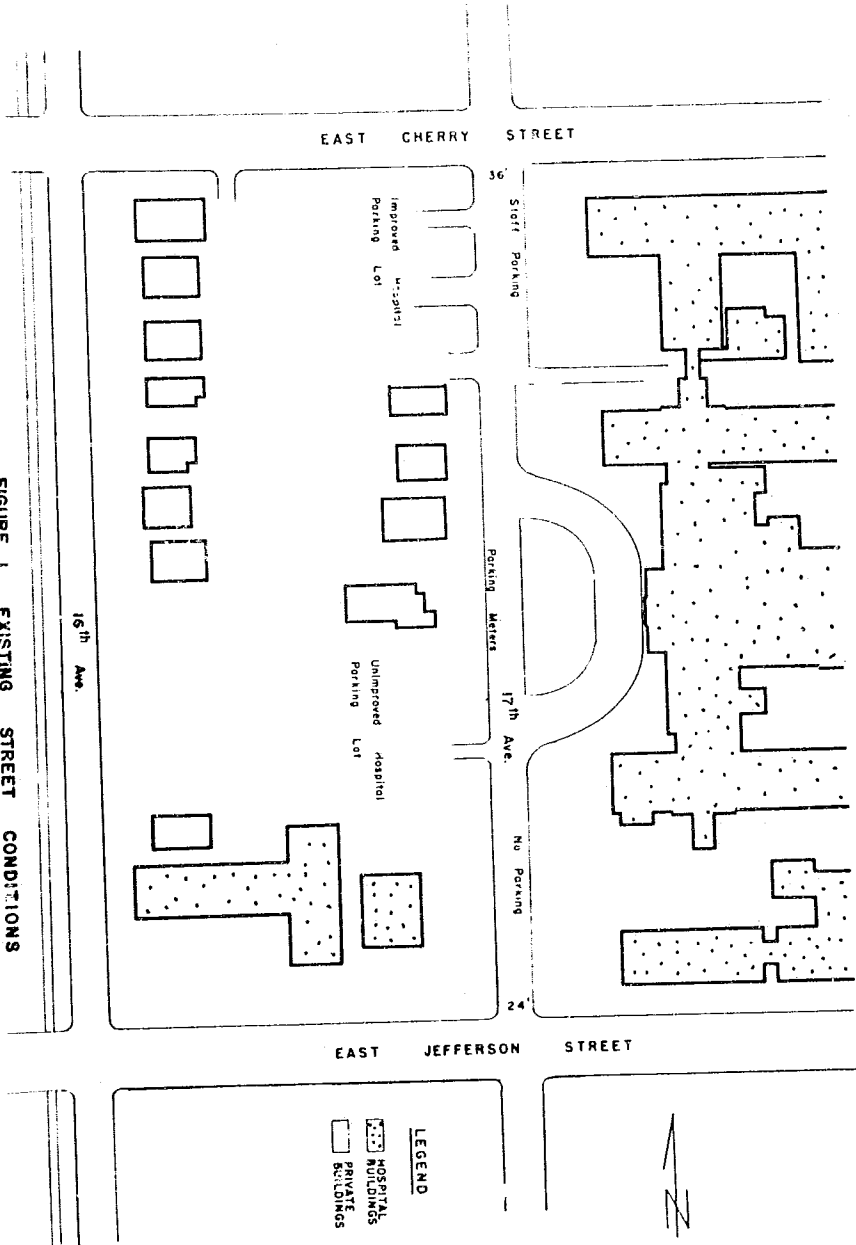 EAST CHERRY STREET
36'
Staff Parking
Improved Hospital
Parking Lot
Parking Meters
17th Ave.
16th Ave.
Unimproved Hospital
Parking Lot
No Parking
24'
EAST JEFFERSON STREET
LEGEND
HOSPITAL
BUILDINGS
PRIVATE
BUILDINGS
N
FIGURE 1 EXISTING STREET CONDITIONS